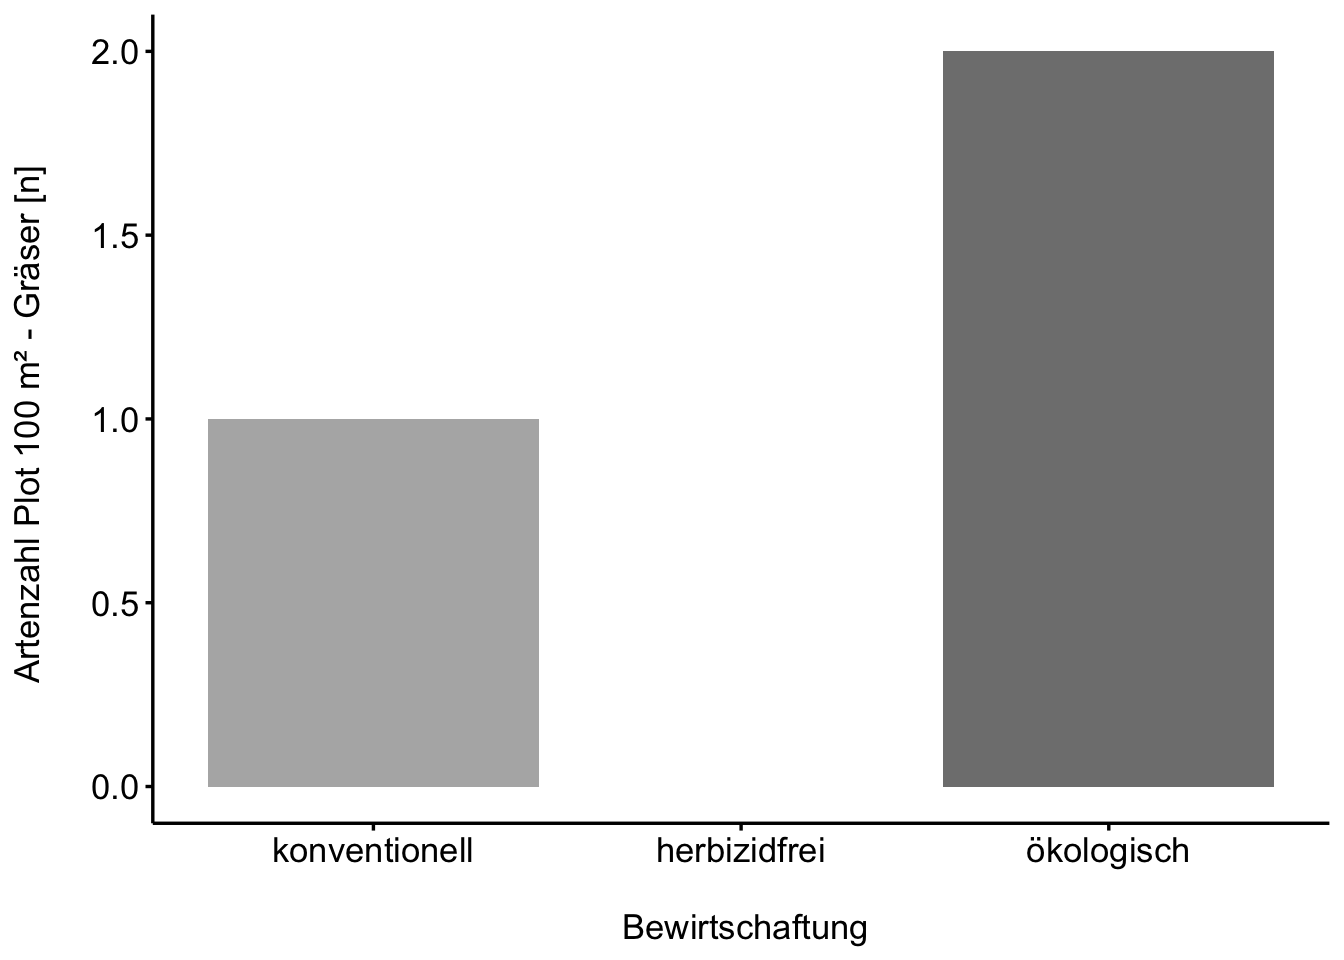 Artenzahl Plot 100 m² - Gräser [n]
2.0
1.5
1.0
0.5
0.0
konventionell herbizidfrei ökologisch
Bewirtschaftung